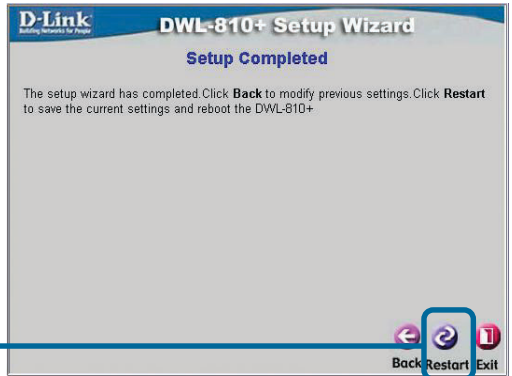 D-Link
Building Networks for People
DWL-810+ Setup Wizard
Setup Completed
The setup wizard has completed.Click Back to modify previous settings.Click Restart
to save the current settings and reboot the DWL-810+
Back Restart Exit